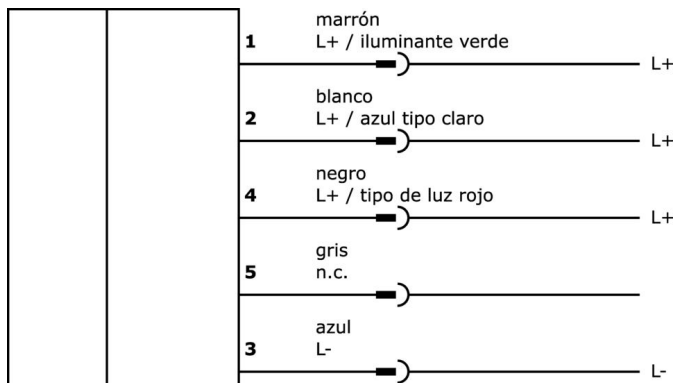 marrón
1 L+ / iluminante verde
L+
blanco
2 L+ / azul tipo claro
L+
negro
4 L+ / tipo de luz rojo
L+
gris
5 n.c.
azul
3 L-
L-